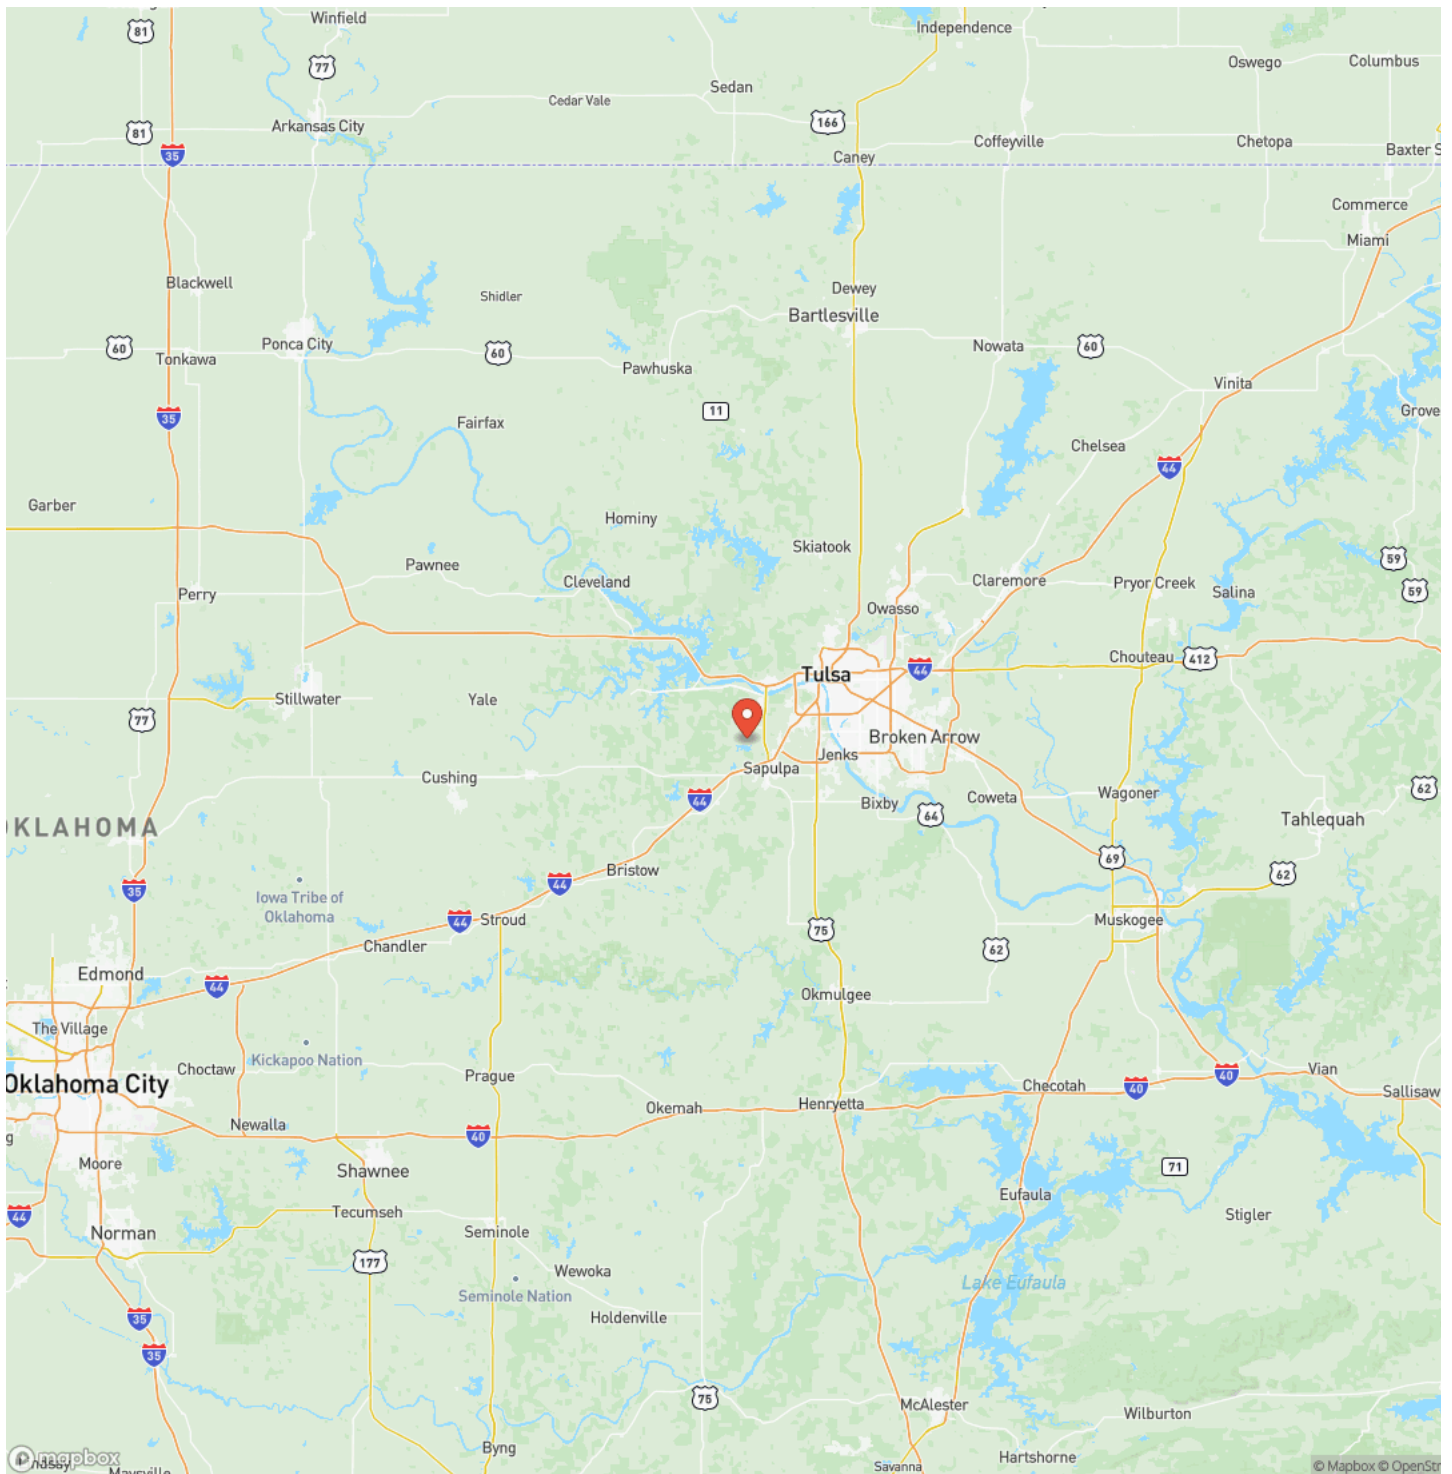 Winfield
Independence
81
77
Oswego
Columbus
Sedan
Cedar Vale
166
Arkansas City
81
Coffeyville
Chetopa
Baxter S
35
Caney
Commerce
Miami
Blackwell
Dewey
Shidler
Bartlesville
60
Ponca City
60
Nowata
60
Tonkawa
Pawhuska
Vinita
11
Grove
35
Fairfax
Chelsea
44
Garber
Hominy
Skiatook
59
Pawnee
Cleveland
Claremore
Pryor Creek
59
Perry
Owasso
Salina
Chouteau
412
Tulsa
44
Stillwater
Yale
77
Broken Arrow
Jenks
Sapulpa
Cushing
62
44
Bixby
Coweta
Wagoner
64
Tahlequah
OKLAHOMA
69
Bristow
62
35
44
Iowa Tribe of
Oklahoma
44
Stroud
Muskogee
75
Chandler
62
Edmond
44
Okmulgee
The Village
Kickapoo Nation
Choctaw
Prague
Vian
40
Oklahoma City
Checotah
40
Sallisaw
Okemah
Henryetta
Newalla
40
Moore
Shawnee
71
Eufaula
Tecumseh
44
Stigler
Norman
Seminole
177
Wewoka
Lake Eufaula
Seminole Nation
35
Holdenville
35
75
McAlester
Wilburton
Byng
mapbox
Lindsay
Hartshorne
Savanna
© Mapbox © OpenStr
Maysville